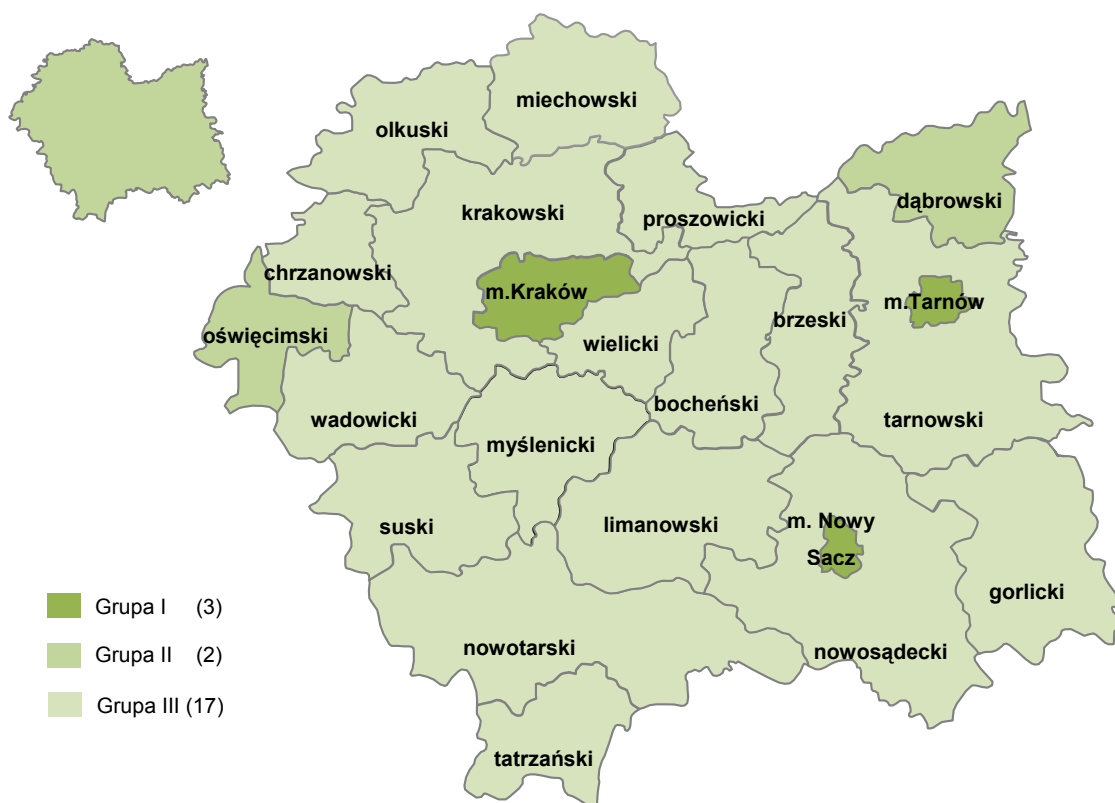 miechowski
olkuski
dąbrowski
krakowski
proszowicki
chrzanowski
m.Kraków
m.Tarnów
oświęcimski
brzeski
wielicki
bocheński
wadowicki
tarnowski
myślenicki
suski
limanowski
m. Nowy
Sacz
gorlicki
nowotarski
nowosądecki
tatrzański
Grupa I (3)
Grupa II (2)
Grupa III (17)